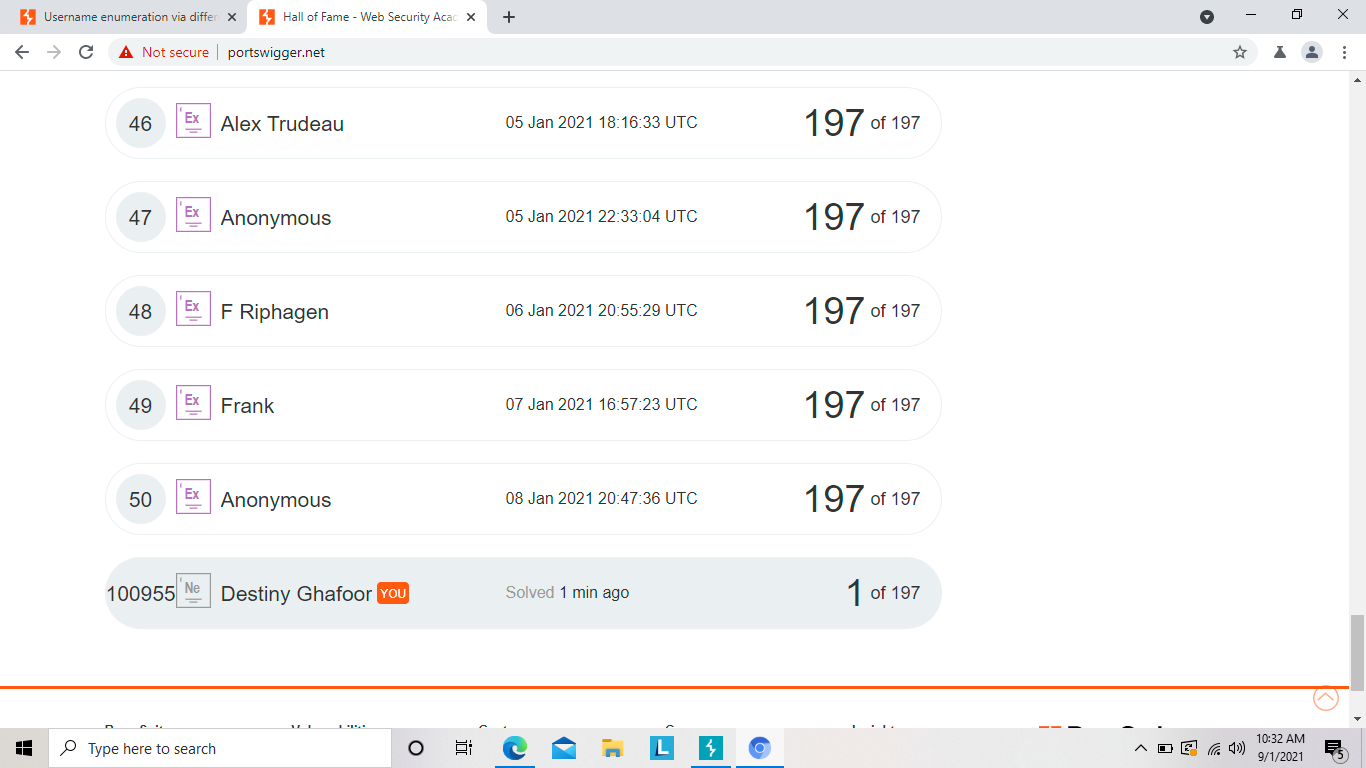 Username enumeration via differ
Hall of Fame - Web Security Acad
Not secure
portswigger.net
46 Ex Alex Trudeau 05 Jan 2021 18:16:33 UTC 197 of 197
47 Ex Anonymous 05 Jan 2021 22:33:04 UTC 197 of 197
48 Ex F Riphagen 06 Jan 2021 20:55:29 UTC 197 of 197
49 Ex Frank 07 Jan 2021 16:57:23 UTC 197 of 197
50 Ex Anonymous 08 Jan 2021 20:47:36 UTC 197 of 197
100955 Ne Destiny Ghafoor YOU Solved 1 min ago 1 of 197
Type here to search
L
10:32 AM
9/1/2021
5